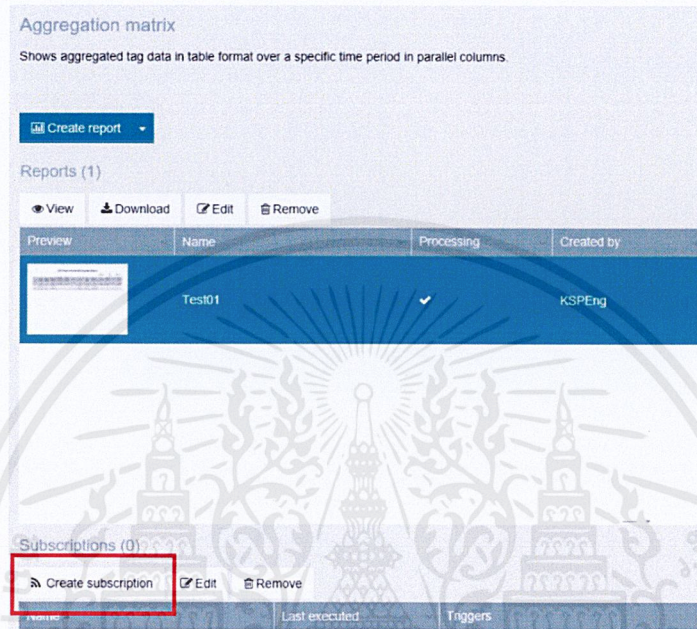 Aggregation matrix
Shows aggregated tag data in table format over a specific time period in parallel columns.
Create report
Reports (1)
View Download Edit Remove
Preview Name Processing Created by
Test01 KSPEng
Subscriptions (0)
Create subscription Edit Remove
Name Last executed Triggers